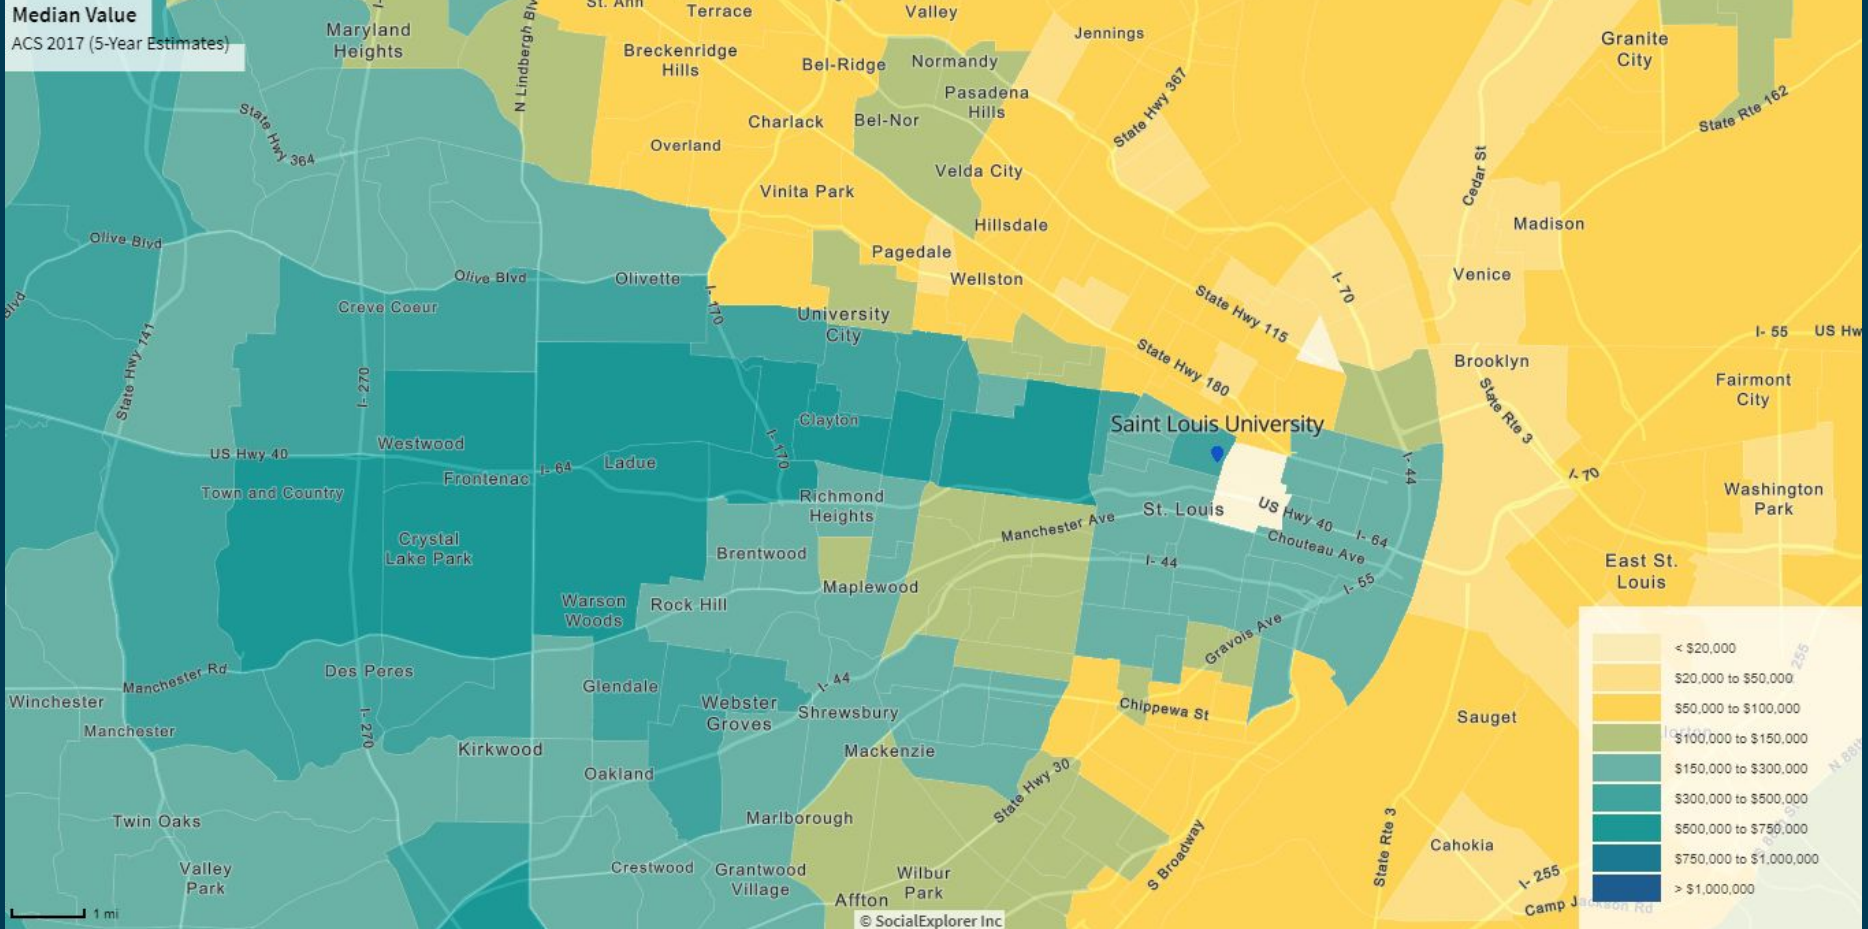 Median Value
ACS 2017 (5-Year Estimates)
St. Ann
Terrace
Valley
Maryland
Heights
N Lindbergh Blv
Breckenridge
Hills
Bel-Ridge
Normandy
Jennings
Granite
City
Pasadena
Hills
State Hwy 367
State Rte 162
State Hwy 364
Charlack
Bel-Nor
Overland
Velda City
Cedar St
Vinita Park
Hillsdale
Madison
Olive Blvd
Pagedale
Wellston
Venice
Olive Blvd
Olivette
I- 70
Blvd
Creve Coeur
I- 170
University
City
State Hwy 115
I- 55
US Hw
State Hwy 141
I- 270
State Hwy 180
Brooklyn
State Rte 3
Fairmont
City
Clayton
Saint Louis University
Westwood
US Hwy 40
I- 64
Ladue
I- 170
I- 44
I- 70
Frontenac
Town and Country
Richmond
Heights
St. Louis
US Hwy 40
Washington
Park
Manchester Ave
I- 64
Crystal
Lake Park
Brentwood
Chouteau Ave
I- 44
I- 55
East St.
Louis
Maplewood
Warson
Woods
Rock Hill
Gravois Ave
Manchester Rd
Des Peres
Glendale
I- 44
Winchester
Webster
Groves
Shrewsbury
Chippewa St
Sauget
Manchester
I- 270
Kirkwood
Mackenzie
Oakland
State Hwy 30
Twin Oaks
Marlborough
S Broadway
State Rte 3
Cahokia
Valley
Park
Crestwood
Grantwood
Village
Wilbur
Park
Affton
I- 255
Camp Jackson Rd
255
< $20,000
$20,000 to $50,000
$50,000 to $100,000
$100,000 to $150,000
$150,000 to $300,000
$300,000 to $500,000
$500,000 to $750,000
$750,000 to $1,000,000
> $1,000,000
1 mi
© SocialExplorer Inc